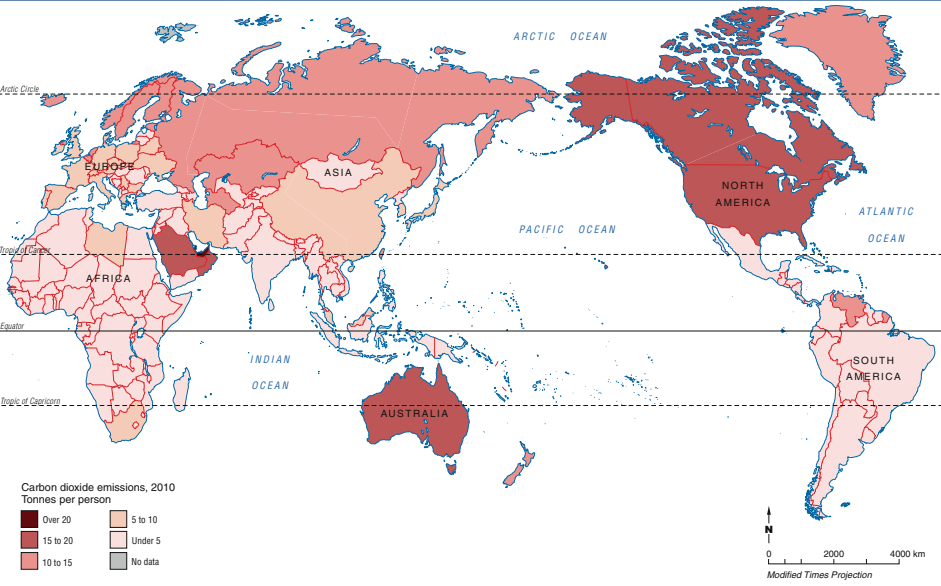 ARCTIC OCEAN
Arctic Circle
EUROPE
ASIA
NORTH
AMERICA
ATLANTIC
OCEAN
PACIFIC OCEAN
Tropic of Cancer
AFRICA
Equator
INDIAN
OCEAN
SOUTH
AMERICA
Tropic of Capricorn
AUSTRALIA
Carbon dioxide emissions, 2010
Tonnes per person
Over 20
15 to 20
10 to 15
5 to 10
Under 5
No data
N
0 2000 4000 km
Modified Times Projection